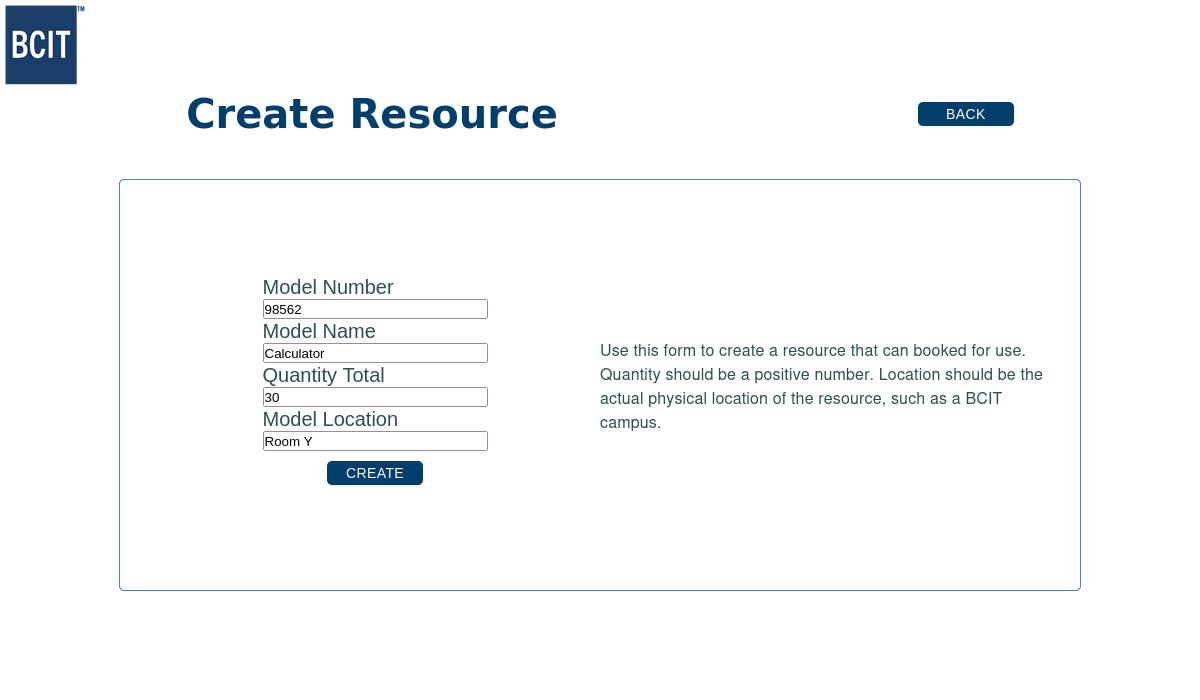 BCIT™
Create Resource
BACK
Model Number
98562
Model Name
Calculator
Quantity Total
30
Model Location
Room Y
CREATE
Use this form to create a resource that can booked for use.
Quantity should be a positive number. Location should be the
actual physical location of the resource, such as a BCIT
campus.